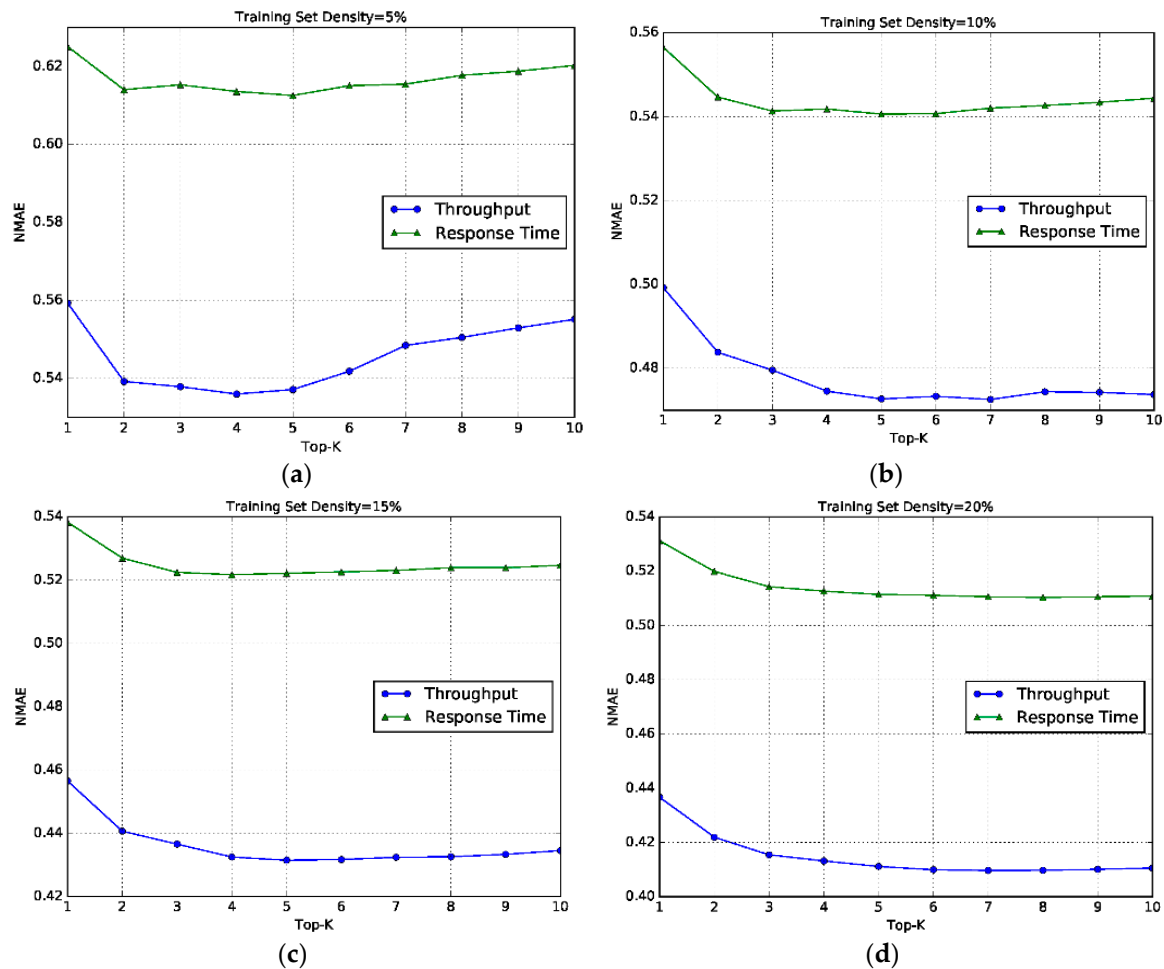 Training Set Density=5%
0.62
0.60
0.58
0.56
0.54
NMAE
Throughput
Response Time
1 2 3 4 5 6 7 8 9 10
Top-K
(a)
Training Set Density=10%
0.56
0.54
0.52
0.50
0.48
NMAE
Throughput
Response Time
1 2 3 4 5 6 7 8 9 10
Top-K
(b)
Training Set Density=15%
0.54
0.52
0.50
0.48
0.46
0.44
0.42
NMAE
Throughput
Response Time
1 2 3 4 5 6 7 8 9 10
Top-K
(c)
Training Set Density=20%
0.54
0.52
0.50
0.48
0.46
0.44
0.42
0.40
NMAE
Throughput
Response Time
1 2 3 4 5 6 7 8 9 10
Top-K
(d)